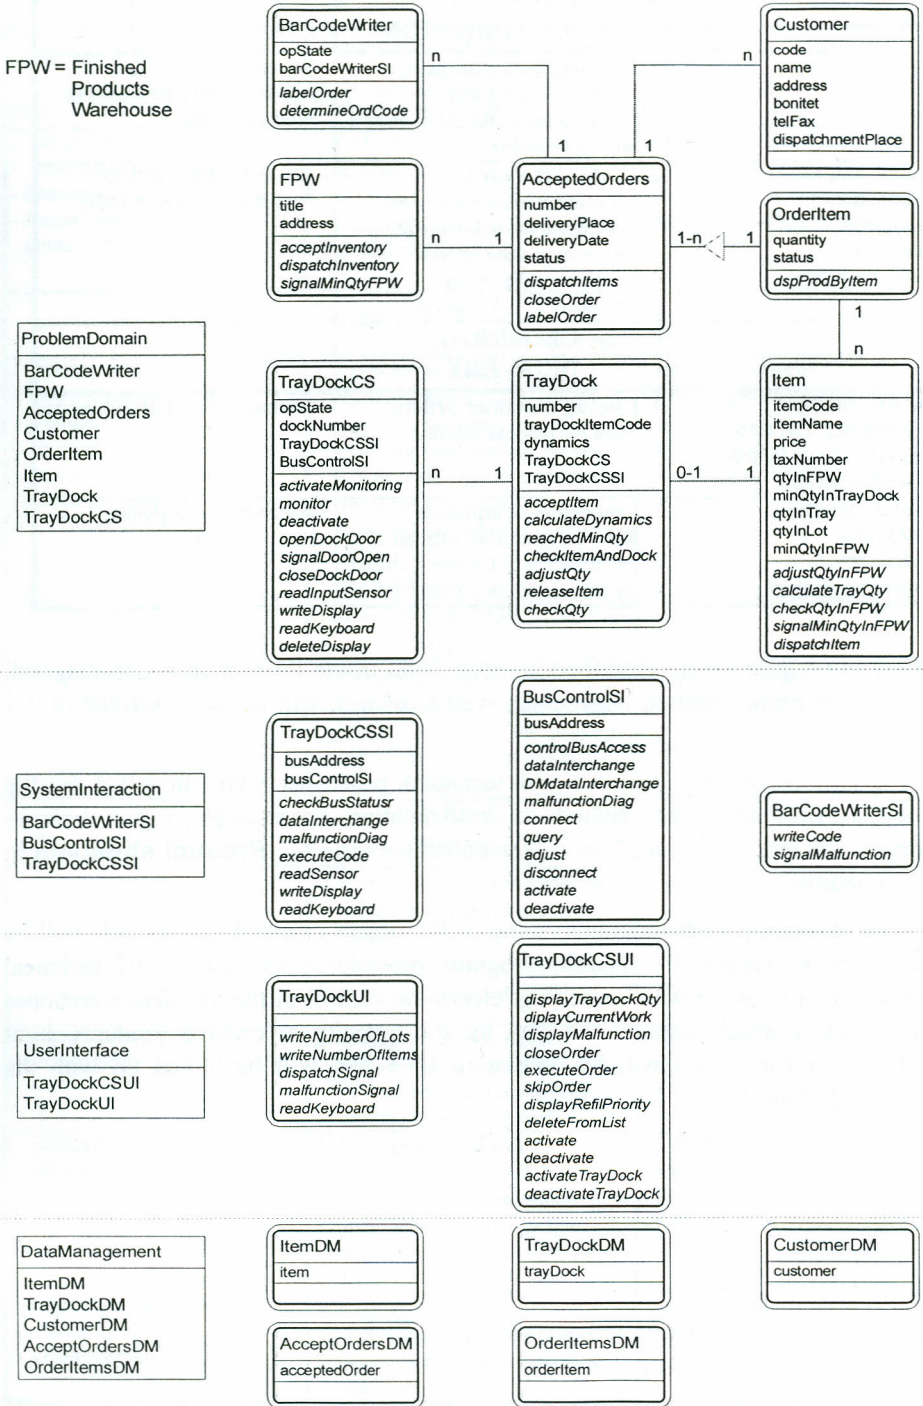 FPW = Finished
Products
Warehouse
BarCodeWriter
opState
barCodeWriterSI
labelOrder
determineOrdCode
n
1
Customer
code
name
address
bonitet
telFax
dispatchmentPlace
n
1
FPW
title
address
acceptInventory
dispatchInventory
signalMinQtyFPW
n
1
AcceptedOrders
number
deliveryPlace
deliveryDate
status
dispatchItems
closeOrder
labelOrder
1-n
1
OrderItem
quantity
status
dspProdByItem
1
n
ProblemDomain
BarCodeWriter
FPW
AcceptedOrders
Customer
OrderItem
Item
TrayDock
TrayDockCS
TrayDockCS
opState
dockNumber
TrayDockCSSI
BusControlSI
activateMonitoring
monitor
deactivate
openDockDoor
signalDoorOpen
closeDockDoor
readInputSensor
writeDisplay
readKeyboard
deleteDisplay
n
1
TrayDock
number
trayDockItemCode
dynamics
TrayDockCS
TrayDockCSSI
acceptItem
calculateDynamics
reachedMinQty
checkItemAndDock
adjustQty
releaseItem
checkQty
0-1
1
Item
itemCode
itemName
price
taxNumber
qtyInFPW
minQtyInTrayDock
qtyInTray
qtyInLot
minQtyInFPW
adjustQtyInFPW
calculateTrayQty
checkQtyInFPW
signalMinQtyInFPW
dispatchItem
SystemInteraction
BarCodeWriterSI
BusControlSI
TrayDockCSSI
TrayDockCSSI
busAddress
busControlSI
checkBusStatusr
dataInterchange
malfunctionDiag
executeCode
readSensor
writeDisplay
readKeyboard
BusControlSI
busAddress
controlBusAccess
dataInterchange
DMdataInterchange
malfunctionDiag
connect
query
adjust
disconnect
activate
deactivate
BarCodeWriterSI
writeCode
signalMalfunction
UserInterface
TrayDockCSUI
TrayDockUI
TrayDockUI
writeNumberOfLots
writeNumberOfItems
dispatchSignal
malfunctionSignal
readKeyboard
TrayDockCSUI
displayTrayDockQty
diplayCurrentWork
displayMalfunction
closeOrder
executeOrder
skipOrder
displayRefilPriority
deleteFromList
activate
deactivate
activateTrayDock
deactivateTrayDock
DataManagement
ItemDM
TrayDockDM
CustomerDM
AcceptOrdersDM
OrderItemsDM
ItemDM
item
TrayDockDM
trayDock
CustomerDM
customer
AcceptOrdersDM
acceptedOrder
OrderItemsDM
orderItem